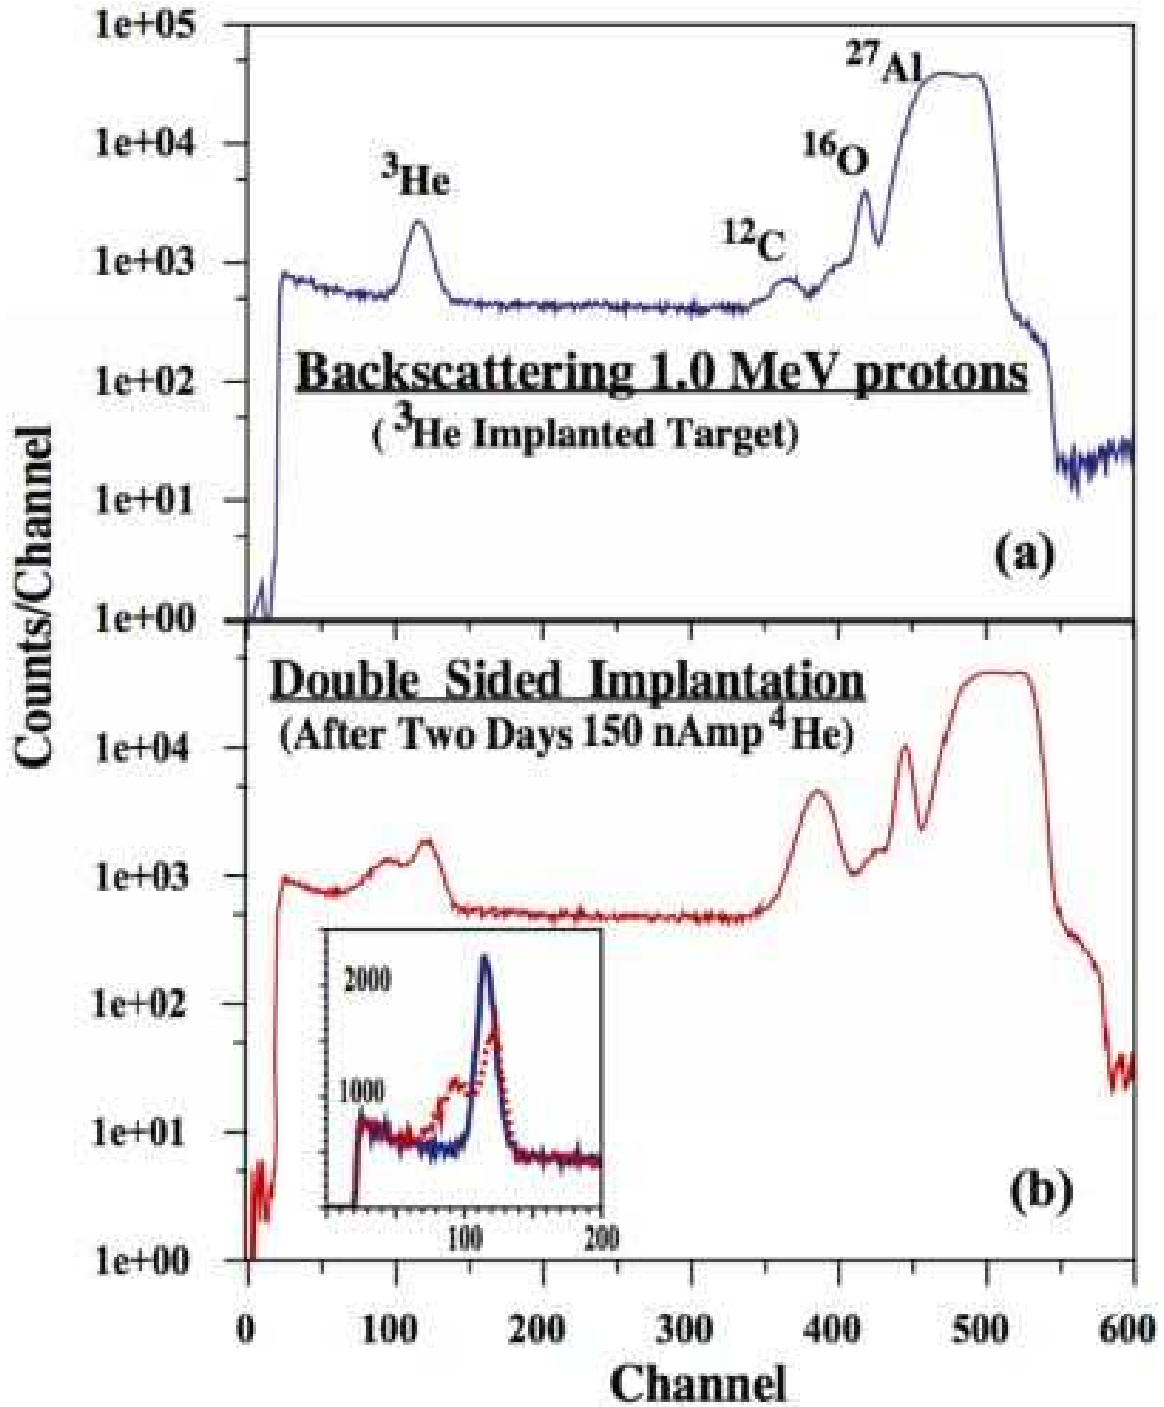 1e+05
27Al
1e+04
16O
3He
12C
1e+03
Backscattering 1.0 MeV protons
1e+02
( 3He Implanted Target)
1e+01
(a)
1e+00
Counts/Channel
Double Sided Implantation
(After Two Days 150 nAmp 4He)
1e+04
1e+03
2000
1e+02
1000
1e+01
(b)
100 200
1e+00
0 100 200 300 400 500 600
Channel